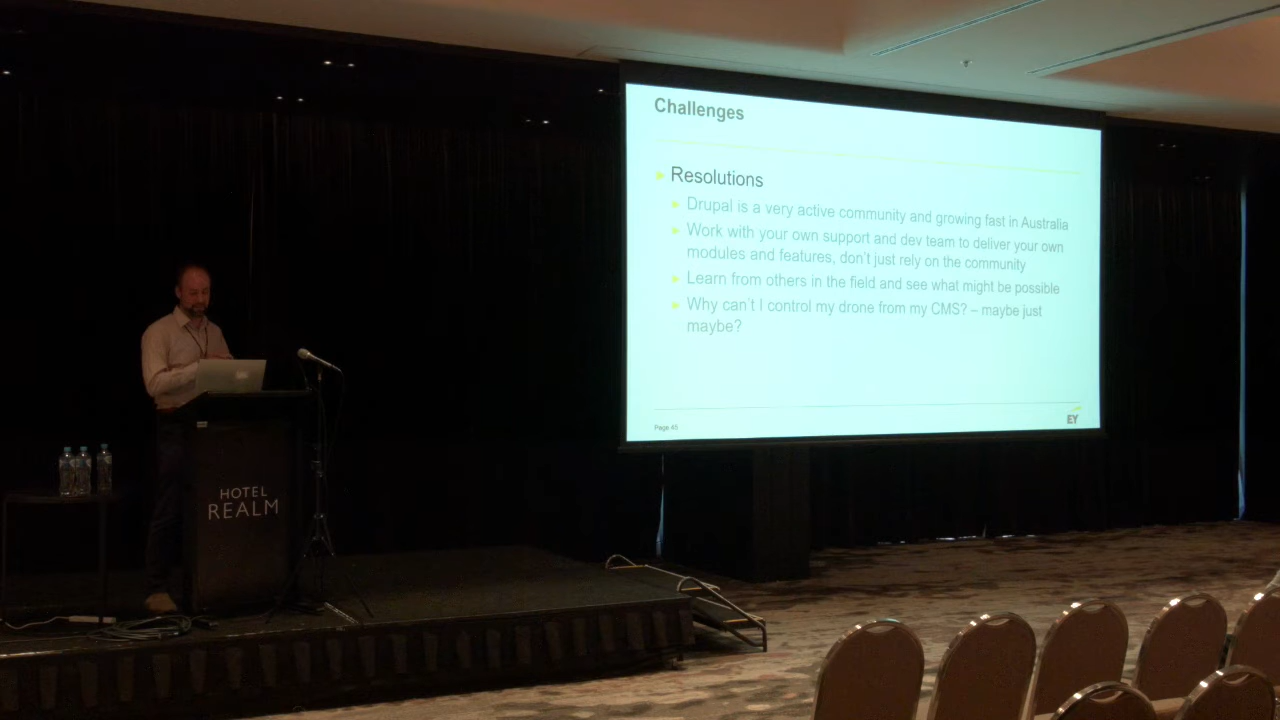 Challenges
Resolutions
Drupal is a very active community and growing fast in Australia
Work with your own support and dev team to deliver your own
modules and features, don't just rely on the community
Learn from others in the field and see what might be possible
Why can't I control my drone from my CMS? – maybe just
maybe?
Page 45
EY
HOTEL
REALM